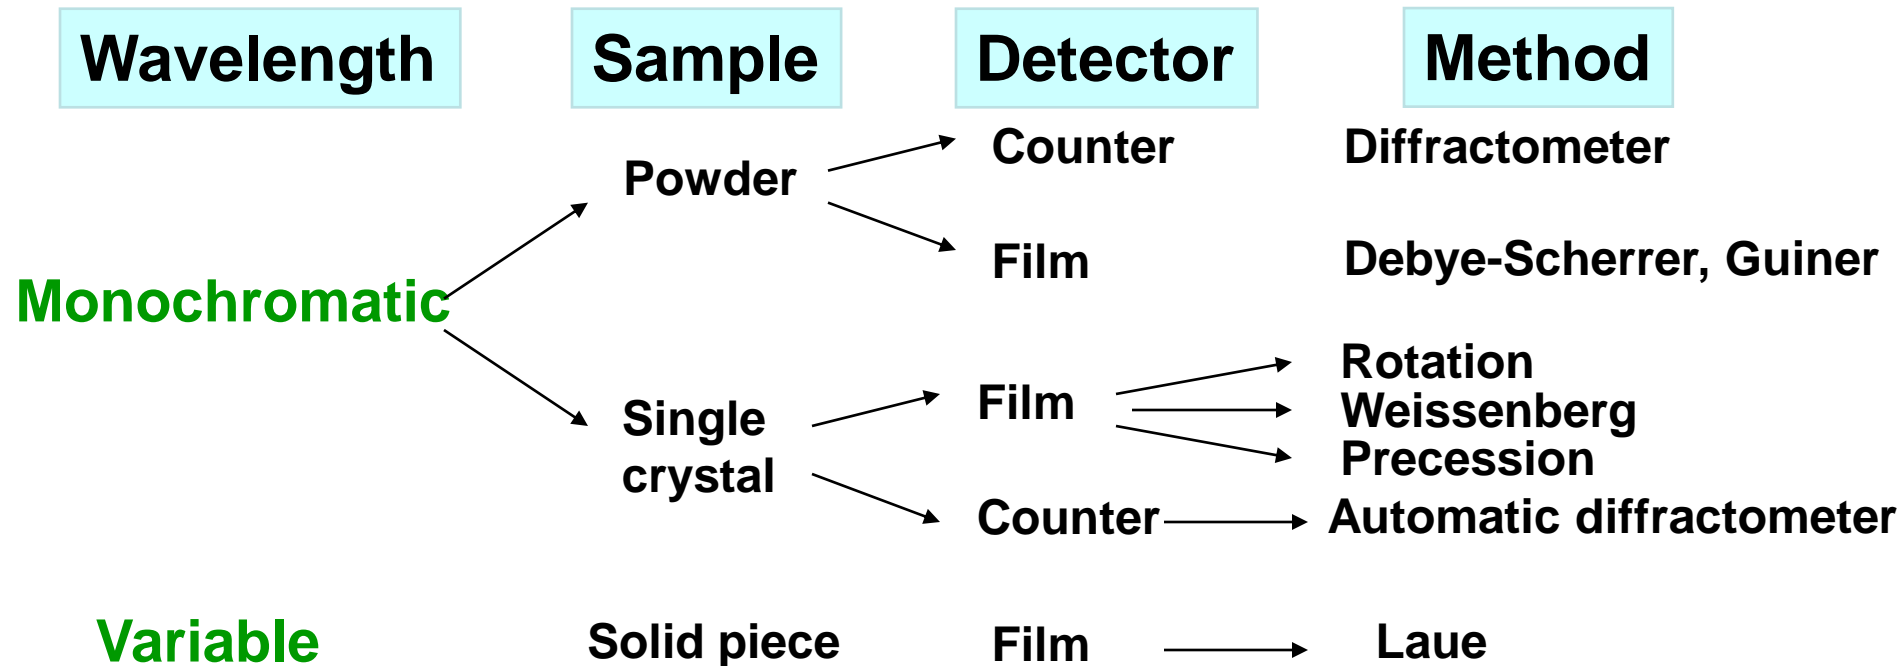 Wavelength Sample Detector Method
Counter Diffractometer
Powder
Film Debye-Scherrer, Guiner
Monochromatic
Rotation
Film Weissenberg
Single
Precession
crystal
Counter Automatic diffractometer
Variable Solid piece Film Laue